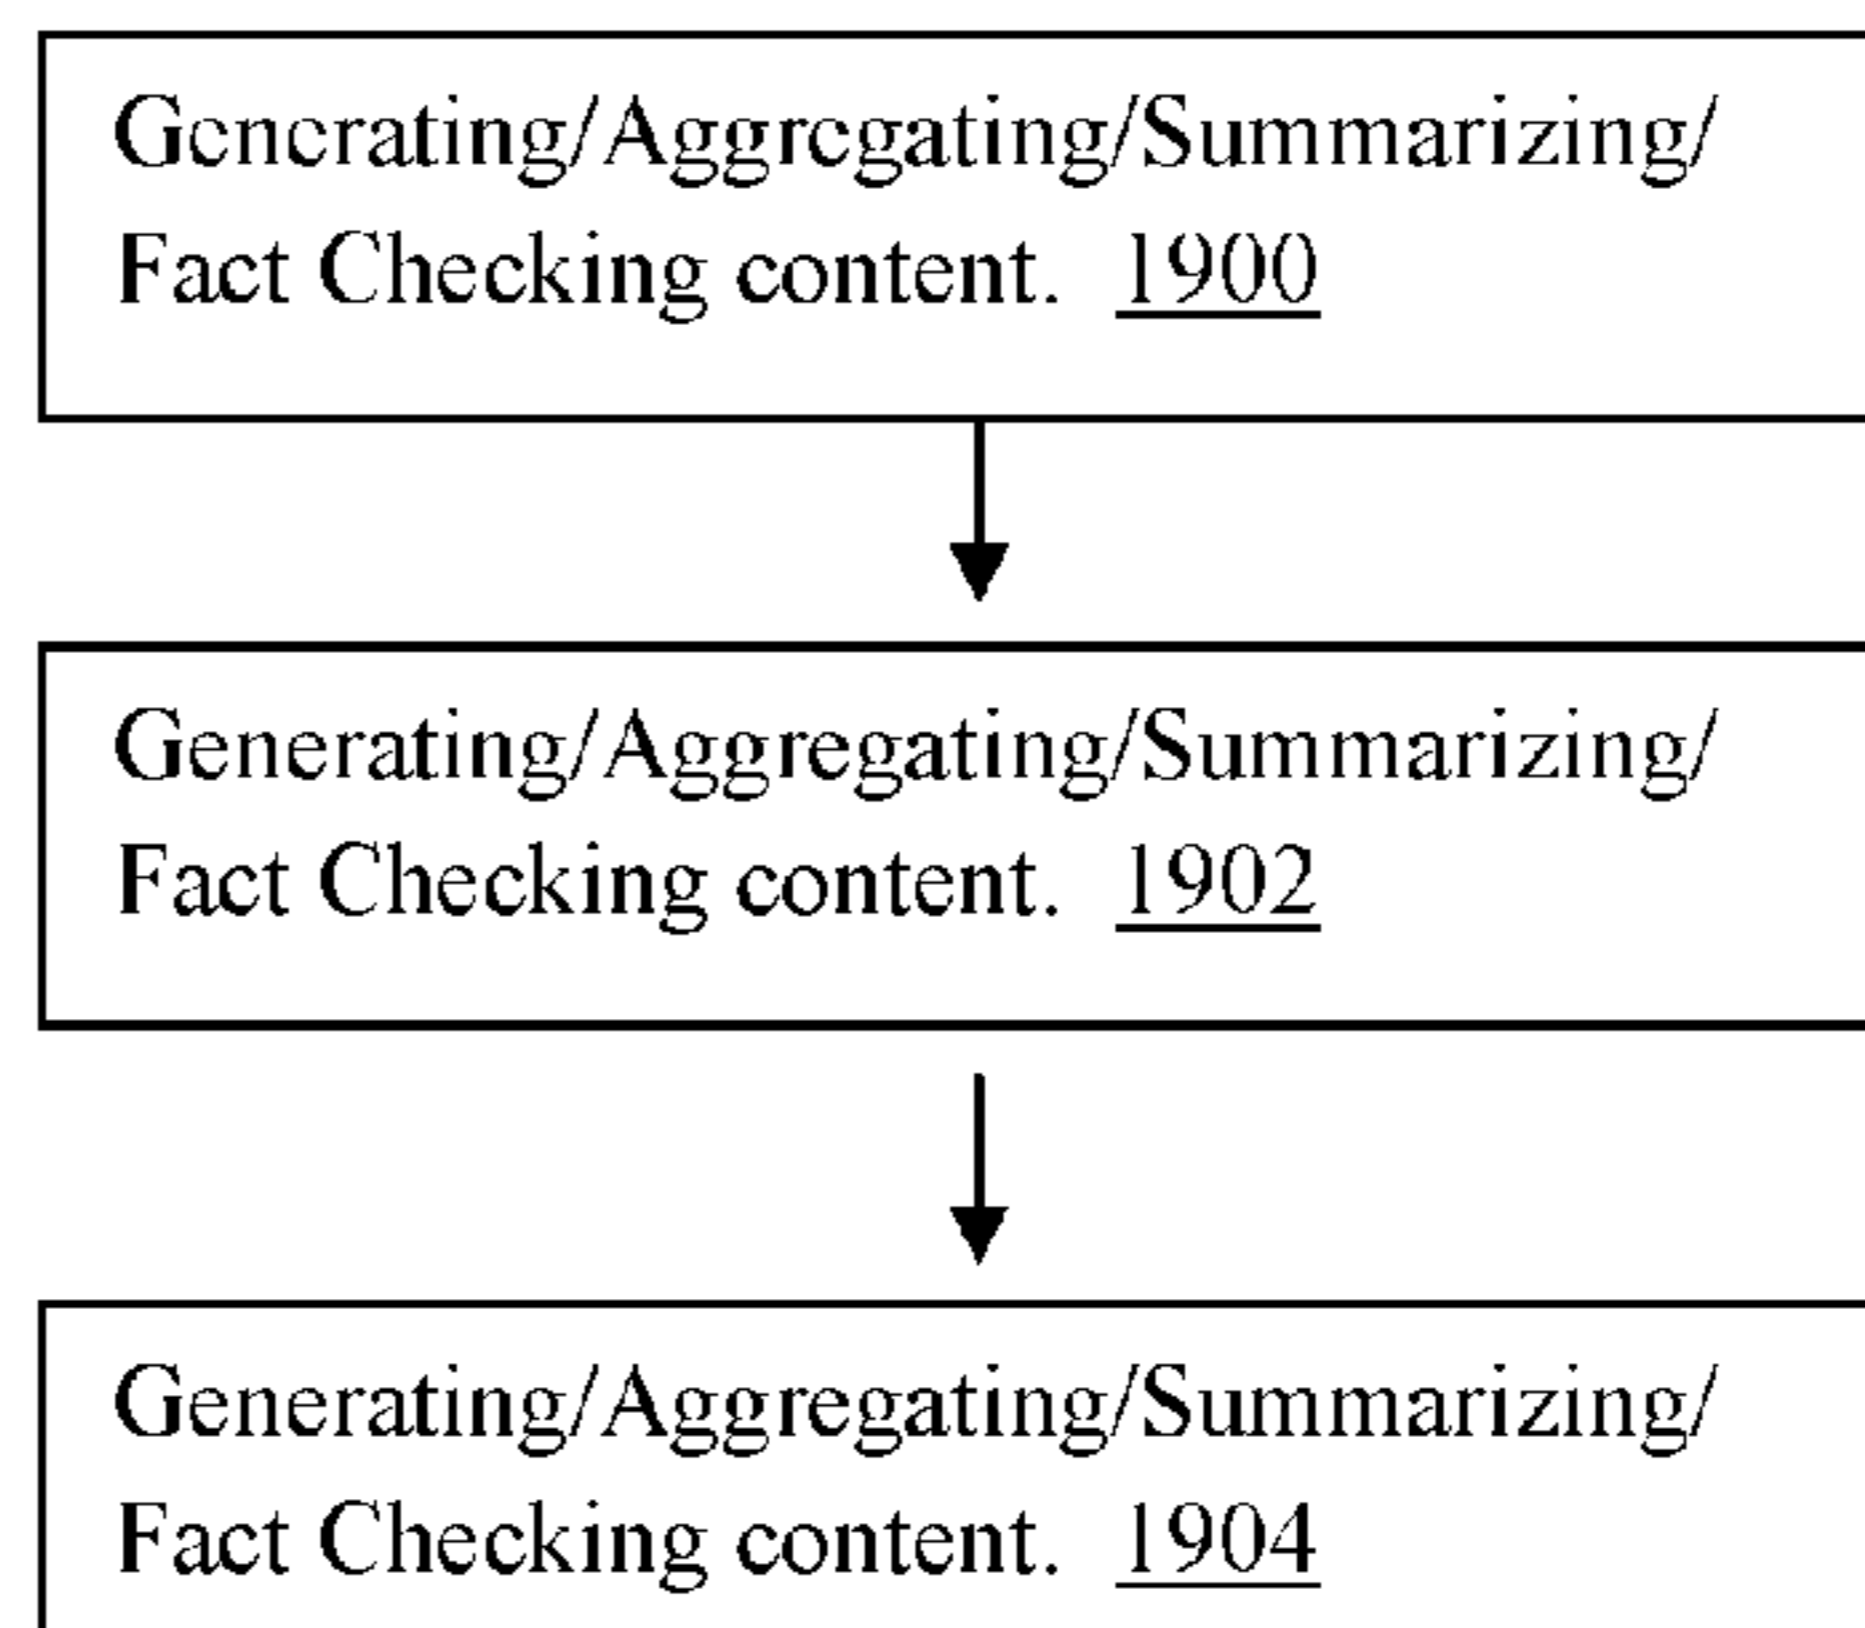 Generating/Aggregating/Summarizing/
Fact Checking content. 1900
Generating/Aggregating/Summarizing/
Fact Checking content. 1902
Generating/Aggregating/Summarizing/
Fact Checking content. 1904